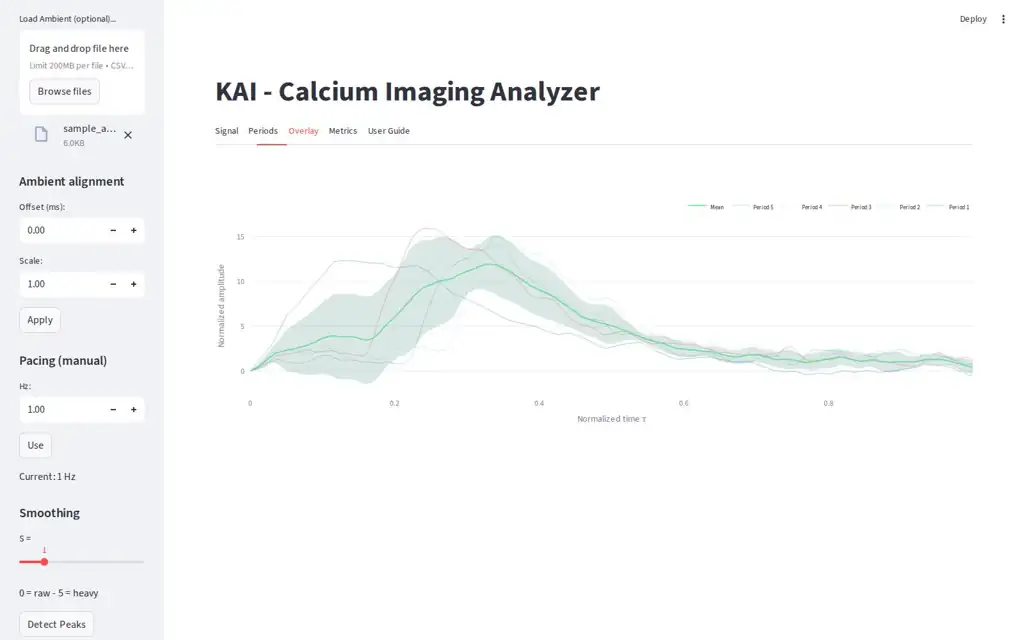 Load Ambient (optional)...
Drag and drop file here
Limit 200MB per file • CSV...
Browse files
sample_a...
6.0KB
Ambient alignment
Offset (ms):
0.00
Scale:
1.00
Apply
Pacing (manual)
Hz:
1.00
Use
Current: 1 Hz
Smoothing
S =
1
0 = raw - 5 = heavy
Detect Peaks
Deploy
KAI - Calcium Imaging Analyzer
Signal Periods Overlay Metrics User Guide
Mean Period 5 Period 4 Period 3 Period 2 Period 1
Normalized amplitude
15
10
5
0
0 0.2 0.4 0.6 0.8
Normalized time τ